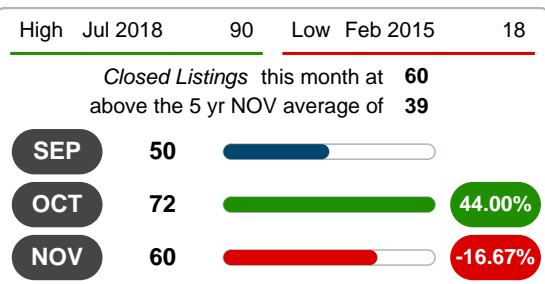 High Jul 2018 90 Low Feb 2015 18
Closed Listings this month at 60
above the 5 yr NOV average of 39
SEP 50
OCT 72 44.00%
NOV 60 -16.67%